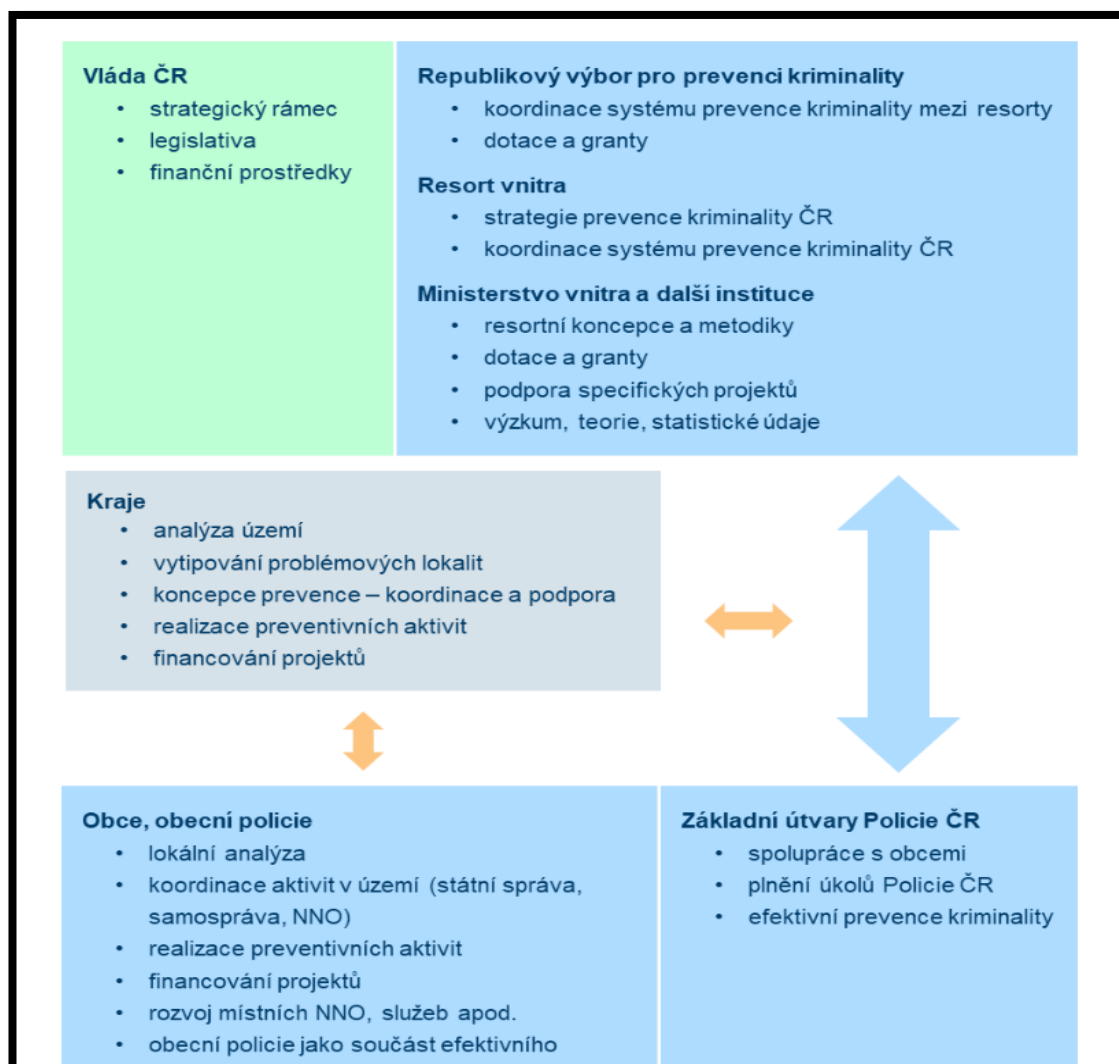 Vláda ČR
• strategický rámec
• legislativa
• finanční prostředky
Republikový výbor pro prevenci kriminality
• koordinace systému prevence kriminality mezi resorty
• dotace a granty
Resort vnitra
• strategie prevence kriminality ČR
• koordinace systému prevence kriminality ČR
Ministerstvo vnitra a další instituce
• resortní koncepce a metodiky
• dotace a granty
• podpora specifických projektů
• výzkum, teorie, statistické údaje
Kraje
• analýza území
• vytipování problémových lokalit
• koncepce prevence – koordinace a podpora
• realizace preventivních aktivit
• financování projektů
Obce, obecní policie
• lokální analýza
• koordinace aktivit v území (státní správa,
samospráva, NNO)
• realizace preventivních aktivit
• financování projektů
• rozvoj místních NNO, služeb apod.
• obecní policie jako součást efektivního
Základní útvary Policie ČR
• spolupráce s obcemi
• plnění úkolů Policie ČR
• efektivní prevence kriminality